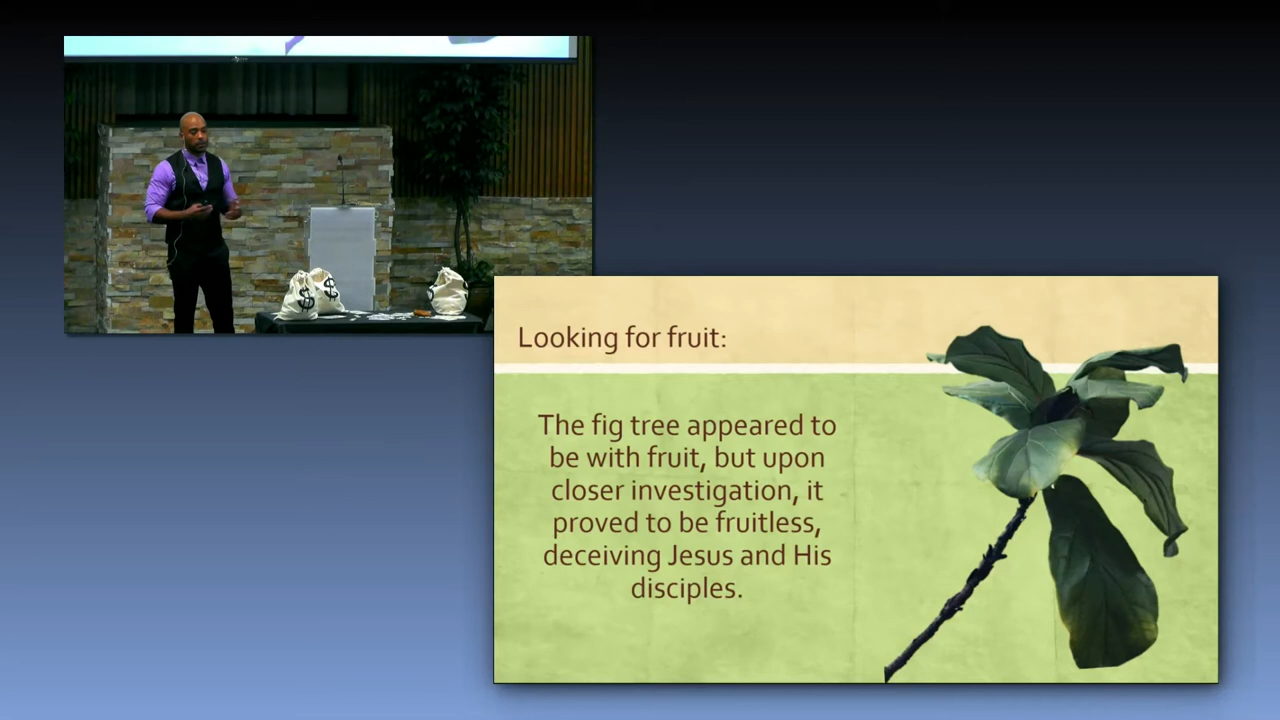 $
$
Looking for fruit:
The fig tree appeared to
be with fruit, but upon
closer investigation, it
proved to be fruitless,
deceiving Jesus and His
disciples.